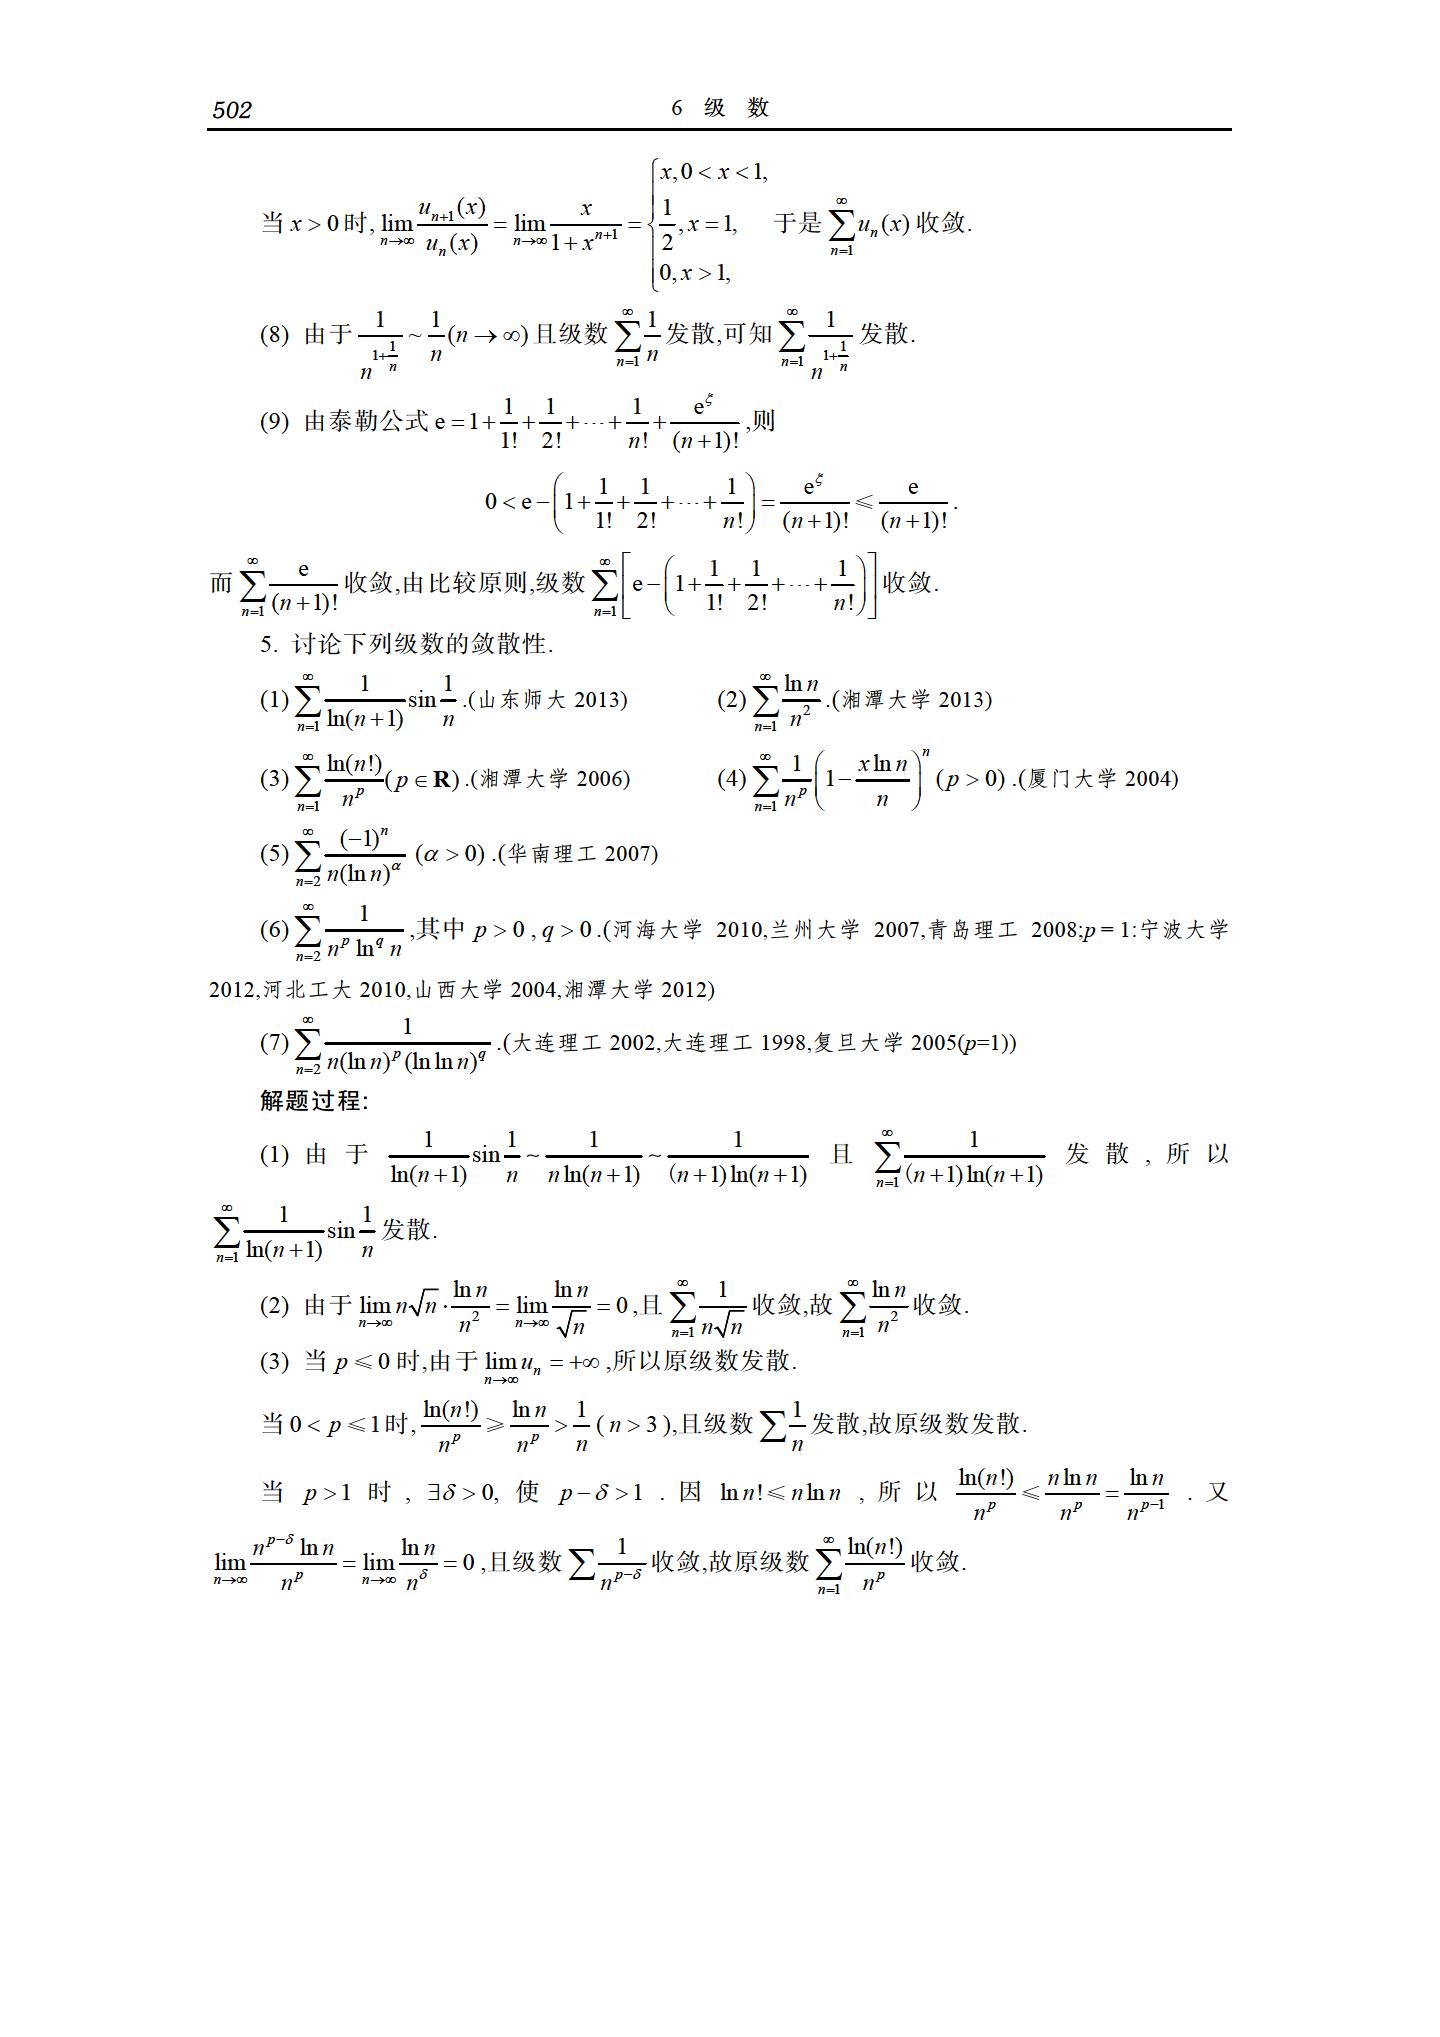 502 6 级 数
当 $x>0$ 时, $\lim_{n\to\infty}\frac{u_{n+1}(x)}{u_n(x)}=\lim_{n\to\infty}\frac{x}{1+x^{n+1}}=\begin{cases}x,0<x<1,\\ \frac{1}{2},x=1,\\ 0,x>1,\end{cases}$ 于是 $\sum_{n=1}^{\infty}u_n(x)$ 收敛.
(8) 由于 $\frac{1}{n^{1+\frac{1}{n}}}\sim\frac{1}{n}(n\to\infty)$ 且级数 $\sum_{n=1}^{\infty}\frac{1}{n}$ 发散,可知 $\sum_{n=1}^{\infty}\frac{1}{n^{1+\frac{1}{n}}}$ 发散.
(9) 由泰勒公式 $\mathrm{e}=1+\frac{1}{1!}+\frac{1}{2!}+\cdots+\frac{1}{n!}+\frac{\mathrm{e}^{\zeta}}{(n+1)!}$,则
$0<\mathrm{e}-\left(1+\frac{1}{1!}+\frac{1}{2!}+\cdots+\frac{1}{n!}\right)=\frac{\mathrm{e}^{\zeta}}{(n+1)!}\leqslant\frac{\mathrm{e}}{(n+1)!}.$
而 $\sum_{n=1}^{\infty}\frac{\mathrm{e}}{(n+1)!}$ 收敛,由比较原则,级数 $\sum_{n=1}^{\infty}\left[\mathrm{e}-\left(1+\frac{1}{1!}+\frac{1}{2!}+\cdots+\frac{1}{n!}\right)\right]$ 收敛.
5. 讨论下列级数的敛散性.
(1) $\sum_{n=1}^{\infty}\frac{1}{\ln(n+1)}\sin\frac{1}{n}$ .(山东师大 2013) (2) $\sum_{n=1}^{\infty}\frac{\ln n}{n^2}$ .(湘潭大学 2013)
(3) $\sum_{n=1}^{\infty}\frac{\ln(n!)}{n^p}(p\in\mathbf{R})$ .(湘潭大学 2006) (4) $\sum_{n=1}^{\infty}\frac{1}{n^p}\left(1-\frac{x\ln n}{n}\right)^n(p>0)$ .(厦门大学 2004)
(5) $\sum_{n=2}^{\infty}\frac{(-1)^n}{n(\ln n)^{\alpha}}$ $(\alpha>0)$ .(华南理工 2007)
(6) $\sum_{n=2}^{\infty}\frac{1}{n^p\ln^q n}$,其中 $p>0,q>0$.(河海大学 2010,兰州大学 2007,青岛理工 2008;$p=1$:宁波大学
2012,河北工大 2010,山西大学 2004,湘潭大学 2012)
(7) $\sum_{n=2}^{\infty}\frac{1}{n(\ln n)^p(\ln\ln n)^q}$ .(大连理工 2002,大连理工 1998,复旦大学 2005($p$=1))
解题过程:
(1) 由 于 $\frac{1}{\ln(n+1)}\sin\frac{1}{n}\sim\frac{1}{n\ln(n+1)}\sim\frac{1}{(n+1)\ln(n+1)}$ 且 $\sum_{n=1}^{\infty}\frac{1}{(n+1)\ln(n+1)}$ 发 散 , 所 以
$\sum_{n=1}^{\infty}\frac{1}{\ln(n+1)}\sin\frac{1}{n}$ 发散.
(2) 由于 $\lim_{n\to\infty}n\sqrt{n}\cdot\frac{\ln n}{n^2}=\lim_{n\to\infty}\frac{\ln n}{\sqrt{n}}=0$,且 $\sum_{n=1}^{\infty}\frac{1}{n\sqrt{n}}$ 收敛,故 $\sum_{n=1}^{\infty}\frac{\ln n}{n^2}$ 收敛.
(3) 当 $p\leqslant 0$ 时,由于 $\lim_{n\to\infty}u_n=+\infty$,所以原级数发散.
当 $0<p\leqslant 1$ 时, $\frac{\ln(n!)}{n^p}\geqslant\frac{\ln n}{n^p}>\frac{1}{n}$ ( $n>3$ ),且级数 $\sum\frac{1}{n}$ 发散,故原级数发散.
当 $p>1$ 时 , $\exists\delta>0,$ 使 $p-\delta>1$ . 因 $\ln n!\leqslant n\ln n$ , 所 以 $\frac{\ln(n!)}{n^p}\leqslant\frac{n\ln n}{n^p}=\frac{\ln n}{n^{p-1}}$ . 又
$\lim_{n\to\infty}\frac{n^{p-\delta}\ln n}{n^p}=\lim_{n\to\infty}\frac{\ln n}{n^{\delta}}=0$,且级数 $\sum\frac{1}{n^{p-\delta}}$ 收敛,故原级数 $\sum_{n=1}^{\infty}\frac{\ln(n!)}{n^p}$ 收敛.